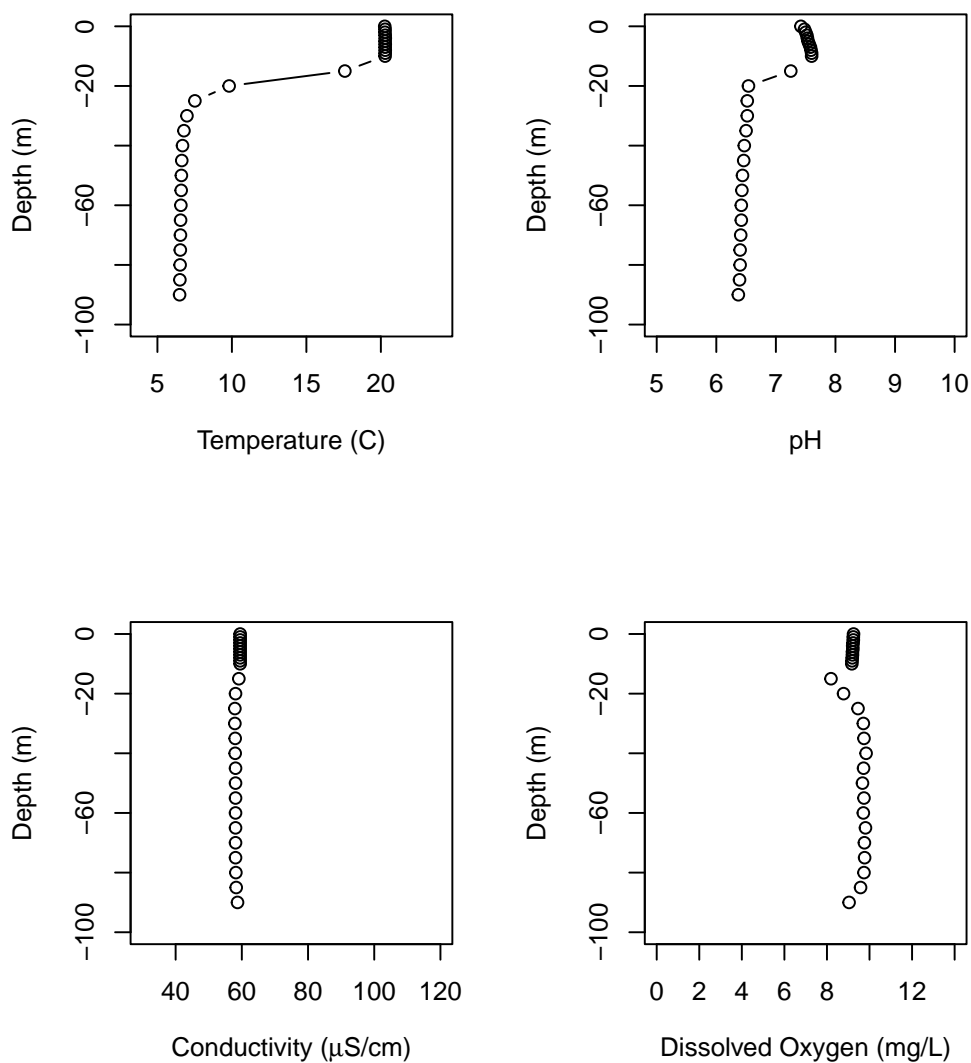 0
−20
−60
−100
Depth (m)
5
10
15
20
Temperature (C)
0
−20
−60
−100
Depth (m)
5 6 7 8 9 10
pH
0
−20
−60
−100
Depth (m)
40 60 80 100 120
Conductivity (µS/cm)
0
−20
−60
−100
Depth (m)
0 2 4 6 8 12
Dissolved Oxygen (mg/L)